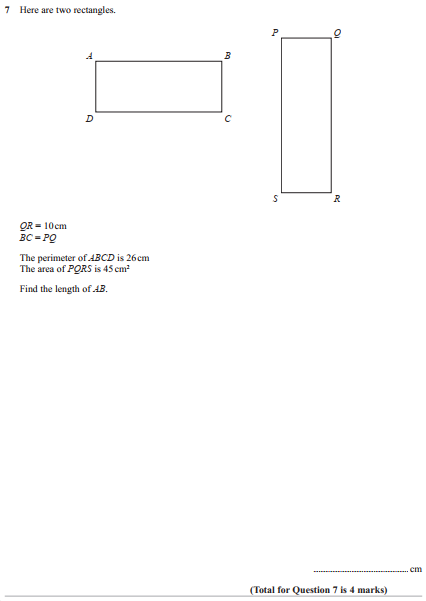 7 Here are two rectangles.
P Q
A B
D C
S R
QR = 10 cm
BC = PQ
The perimeter of ABCD is 26 cm
The area of PQRS is 45 cm²
Find the length of AB.
.......................................... cm
(Total for Question 7 is 4 marks)